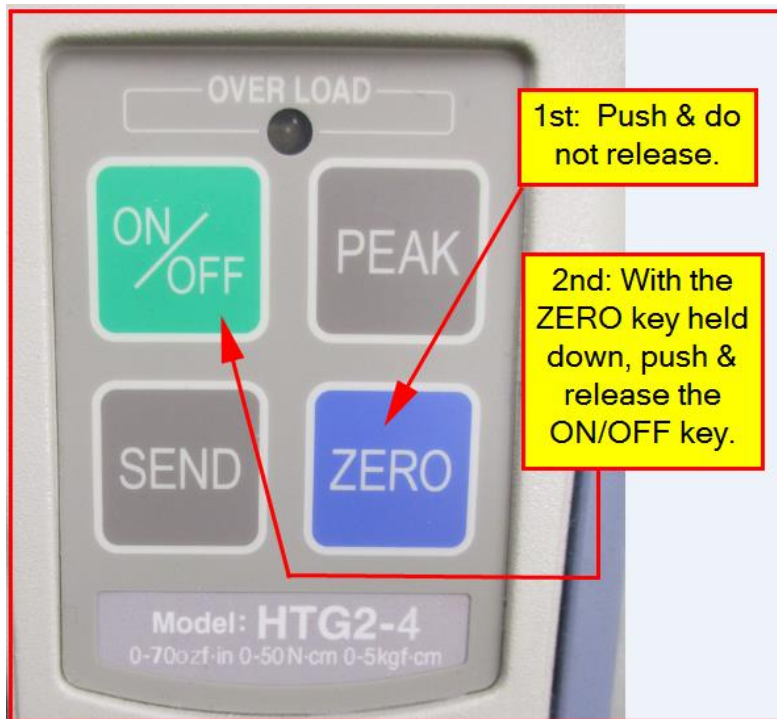 OVER LOAD
1st: Push & do
not release.
ON/OFF
PEAK
2nd: With the
ZERO key held
down, push &
release the
ON/OFF key.
SEND
ZERO
Model: HTG2-4
0-70ozf·in 0-50N·cm 0-5kgf·cm